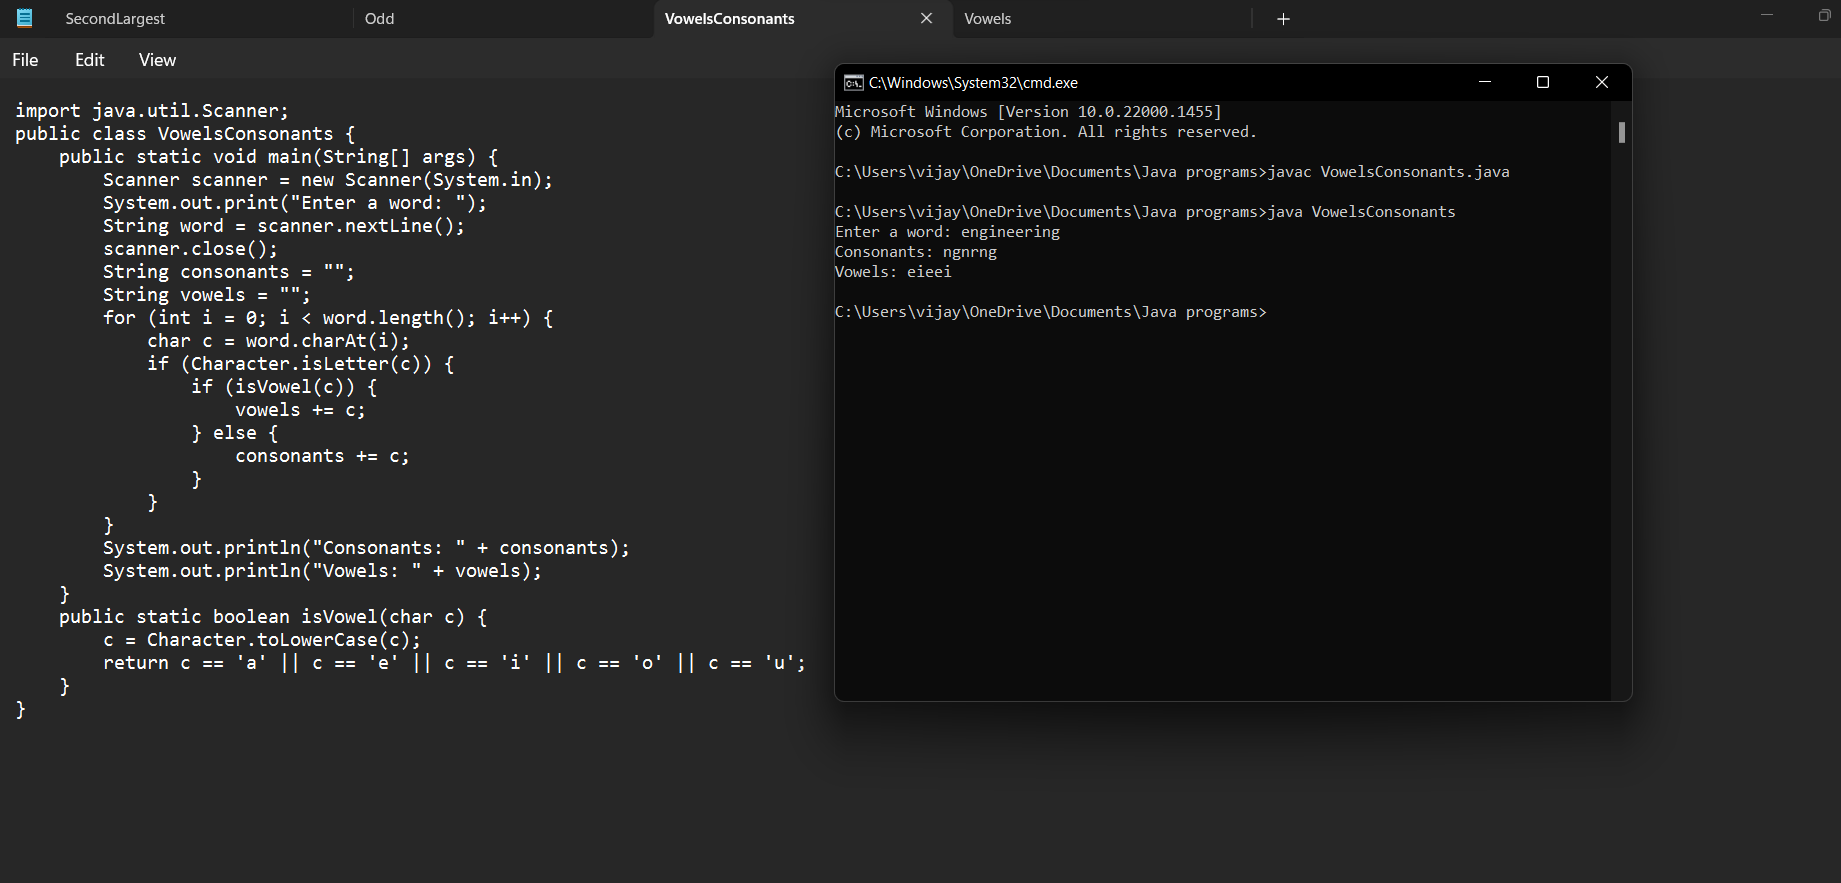 SecondLargest
Odd
VowelsConsonants
Vowels
File
Edit
View
import java.util.Scanner;
public class VowelsConsonants {
    public static void main(String[] args) {
        Scanner scanner = new Scanner(System.in);
        System.out.print("Enter a word: ");
        String word = scanner.nextLine();
        scanner.close();
        String consonants = "";
        String vowels = "";
        for (int i = 0; i < word.length(); i++) {
            char c = word.charAt(i);
            if (Character.isLetter(c)) {
                if (isVowel(c)) {
                    vowels += c;
                } else {
                    consonants += c;
                }
            }
        }
        System.out.println("Consonants: " + consonants);
        System.out.println("Vowels: " + vowels);
    }
    public static boolean isVowel(char c) {
        c = Character.toLowerCase(c);
        return c == 'a' || c == 'e' || c == 'i' || c == 'o' || c == 'u';
    }
}
C:\Windows\System32\cmd.exe
Microsoft Windows [Version 10.0.22000.1455]
(c) Microsoft Corporation. All rights reserved.
C:\Users\vijay\OneDrive\Documents\Java programs>javac VowelsConsonants.java
C:\Users\vijay\OneDrive\Documents\Java programs>java VowelsConsonants
Enter a word: engineering
Consonants: ngnrng
Vowels: eieei
C:\Users\vijay\OneDrive\Documents\Java programs>